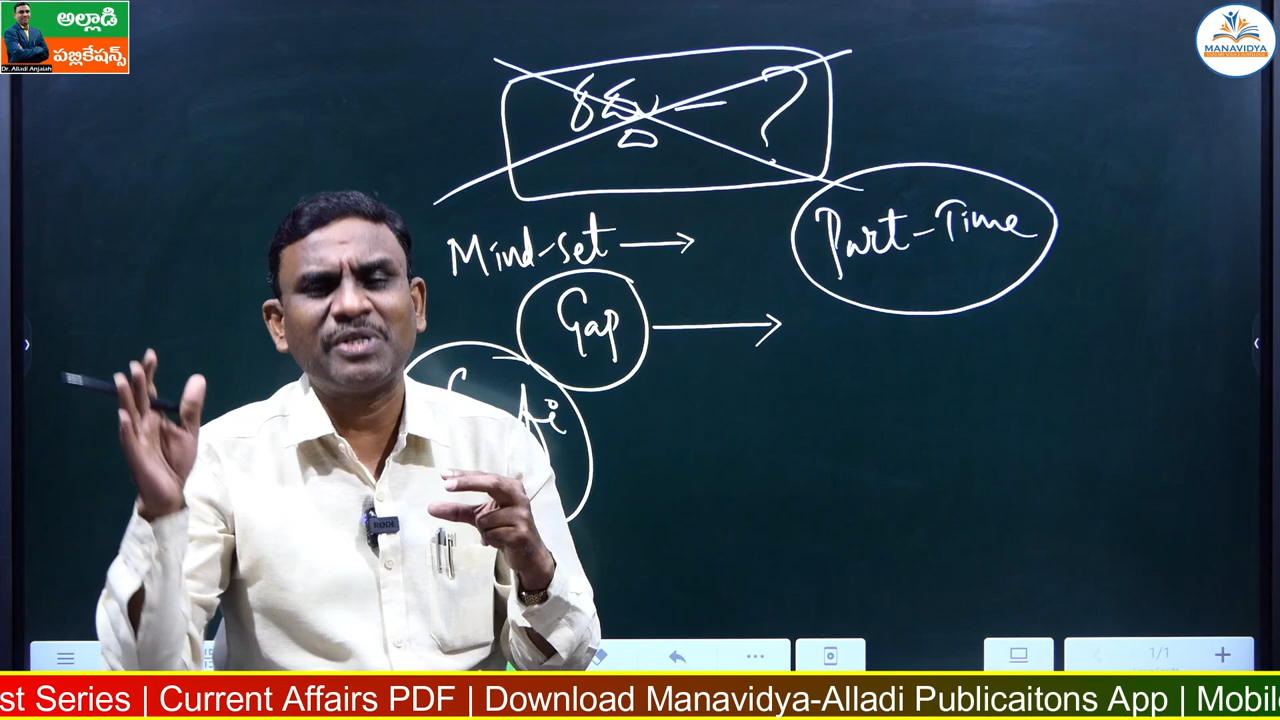 అల్లాడి
పబ్లికేషన్స్
Dr. Alladi Anjaiah
MANAVIDYA
– ?
Mind-set →
Part-Time
Gap →
RODE
1/1
st Series | Current Affairs PDF | Download Manavidya-Alladi Publicaitons App | Mobil